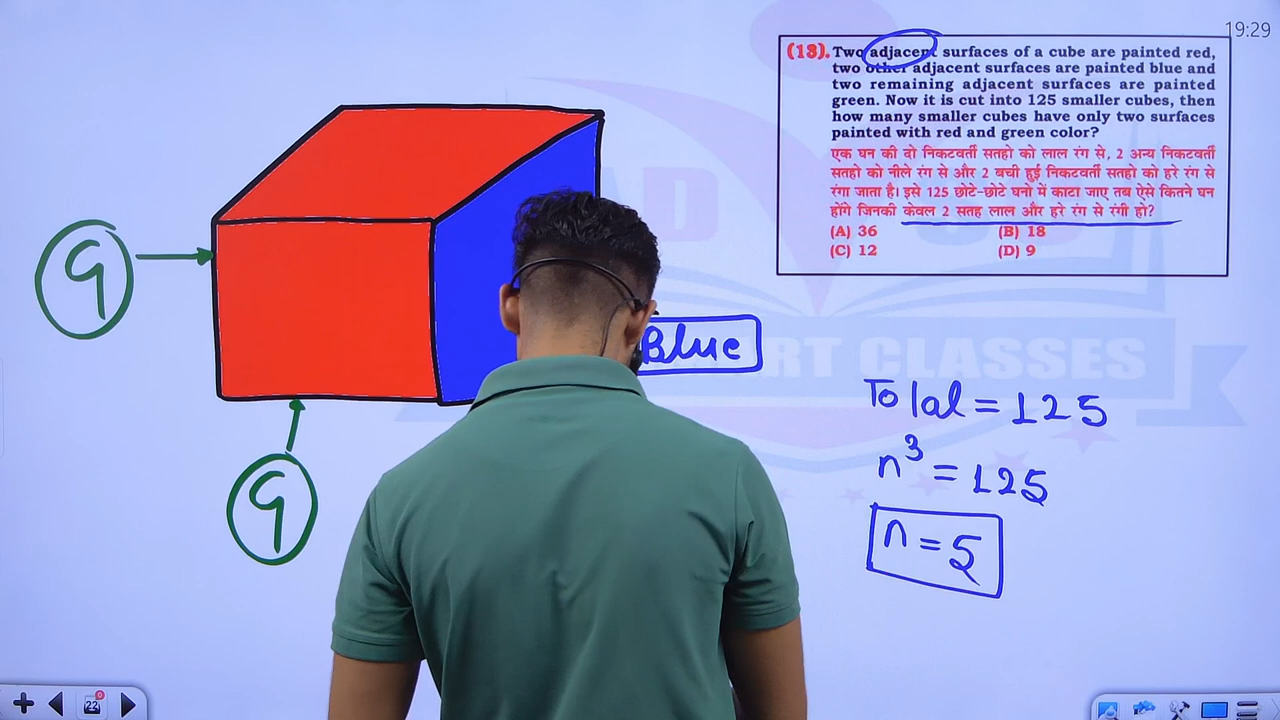 19:29
(13). Two adjacent surfaces of a cube are painted red,
two other adjacent surfaces are painted blue and
two remaining adjacent surfaces are painted
green. Now it is cut into 125 smaller cubes, then
how many smaller cubes have only two surfaces
painted with red and green color?
एक घन की दो निकटवर्ती सतहो को लाल रंग से, 2 अन्य निकटवर्ती
सतहो को नीले रंग से और 2 बची हुई निकटवर्ती सतहो को हरे रंग से
रंगा जाता है। इसे 125 छोटे-छोटे घनो में काटा जाए तब ऐसे कितने घन
होंगे जिनकी केवल 2 सतह लाल और हरे रंग से रंगी हो?
(A) 36 (B) 18
(C) 12 (D) 9
G
Blue
G
Total = 125
n³ = 125
n = 5
CLASSES
22
0